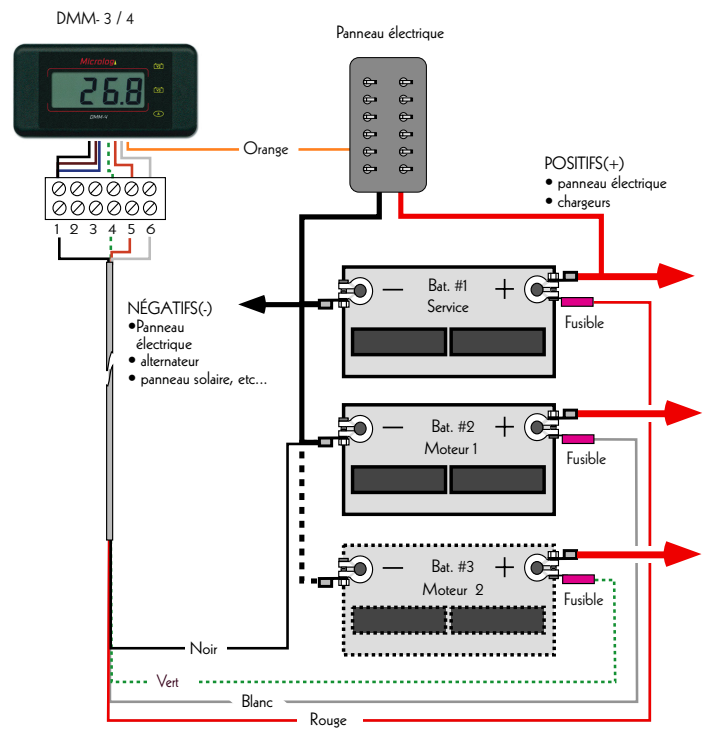 DMM- 3 / 4
Panneau électrique
Microlog
26.8
DMM-V
Orange
POSITIFS(+)
• panneau électrique
• chargeurs
1 2 3 4 5 6
NÉGATIFS(-)
•Panneau
électrique
• alternateur
• panneau solaire, etc...
— Bat. #1 +
Service
Fusible
— Bat. #2 +
Moteur 1
Fusible
— Bat. #3 +
Moteur 2
Fusible
Noir
Vert
Blanc
Rouge